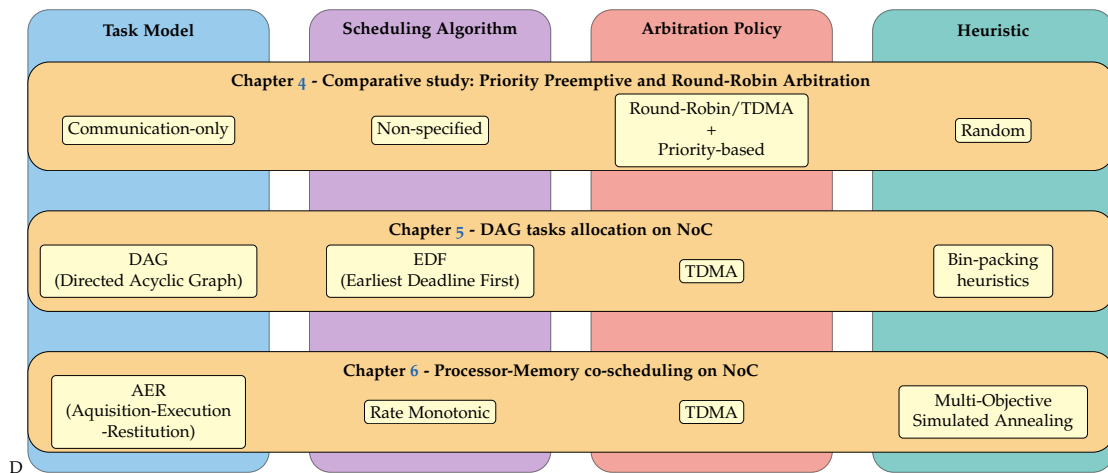 Task Model
Scheduling Algorithm
Arbitration Policy
Heuristic
Chapter 4 - Comparative study: Priority Preemptive and Round-Robin Arbitration
Communication-only
Non-specified
Round-Robin/TDMA
+
Priority-based
Random
Chapter 5 - DAG tasks allocation on NoC
DAG
(Directed Acyclic Graph)
EDF
(Earliest Deadline First)
TDMA
Bin-packing
heuristics
Chapter 6 - Processor-Memory co-scheduling on NoC
AER
(Aquisition-Execution
-Restitution)
Rate Monotonic
TDMA
Multi-Objective
Simulated Annealing
D